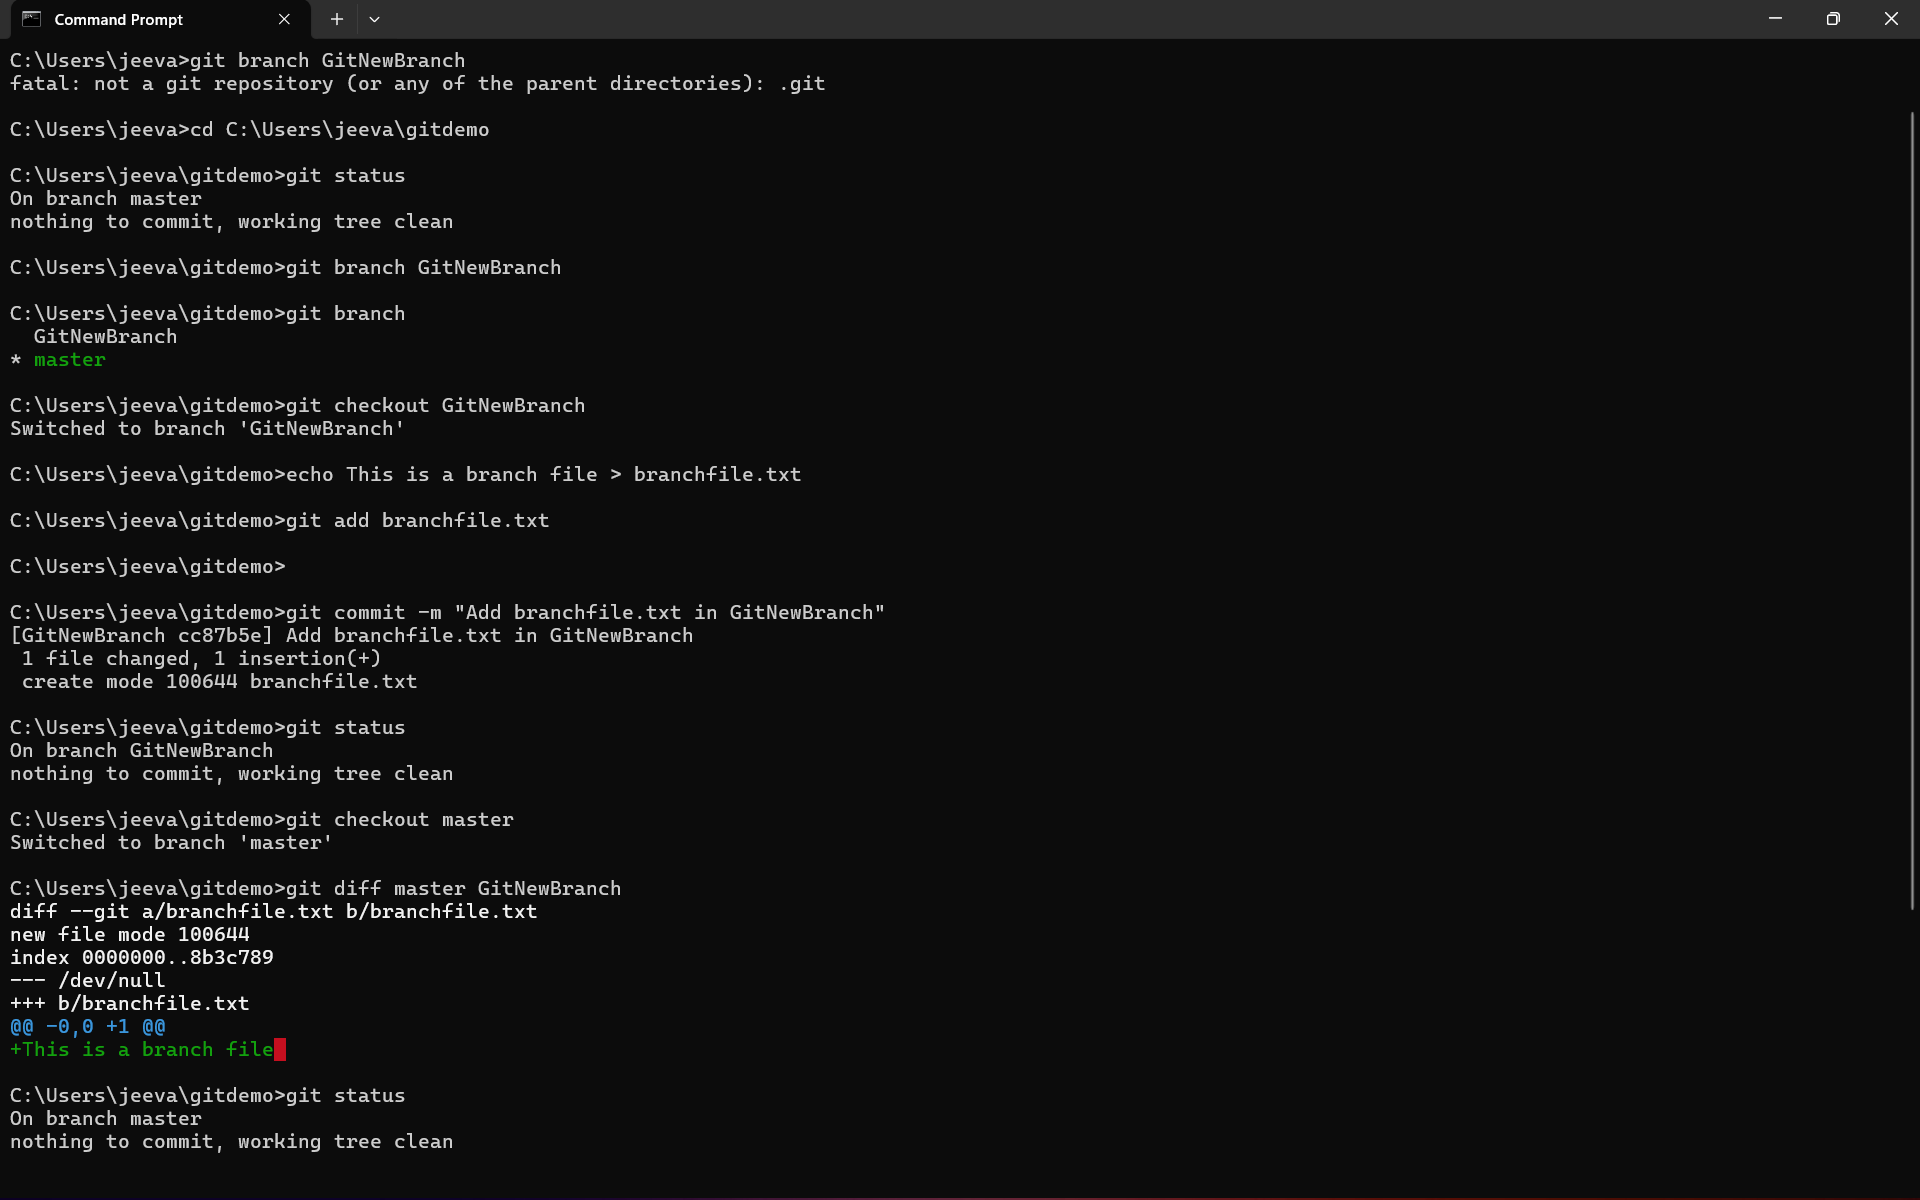 Command Prompt
C:\Users\jeeva>git branch GitNewBranch
fatal: not a git repository (or any of the parent directories): .git
C:\Users\jeeva>cd C:\Users\jeeva\gitdemo
C:\Users\jeeva\gitdemo>git status
On branch master
nothing to commit, working tree clean
C:\Users\jeeva\gitdemo>git branch GitNewBranch
C:\Users\jeeva\gitdemo>git branch
  GitNewBranch
* master
C:\Users\jeeva\gitdemo>git checkout GitNewBranch
Switched to branch 'GitNewBranch'
C:\Users\jeeva\gitdemo>echo This is a branch file > branchfile.txt
C:\Users\jeeva\gitdemo>git add branchfile.txt
C:\Users\jeeva\gitdemo>
C:\Users\jeeva\gitdemo>git commit -m "Add branchfile.txt in GitNewBranch"
[GitNewBranch cc87b5e] Add branchfile.txt in GitNewBranch
 1 file changed, 1 insertion(+)
 create mode 100644 branchfile.txt
C:\Users\jeeva\gitdemo>git status
On branch GitNewBranch
nothing to commit, working tree clean
C:\Users\jeeva\gitdemo>git checkout master
Switched to branch 'master'
C:\Users\jeeva\gitdemo>git diff master GitNewBranch
diff --git a/branchfile.txt b/branchfile.txt
new file mode 100644
index 0000000..8b3c789
--- /dev/null
+++ b/branchfile.txt
@@ -0,0 +1 @@
+This is a branch file
C:\Users\jeeva\gitdemo>git status
On branch master
nothing to commit, working tree clean